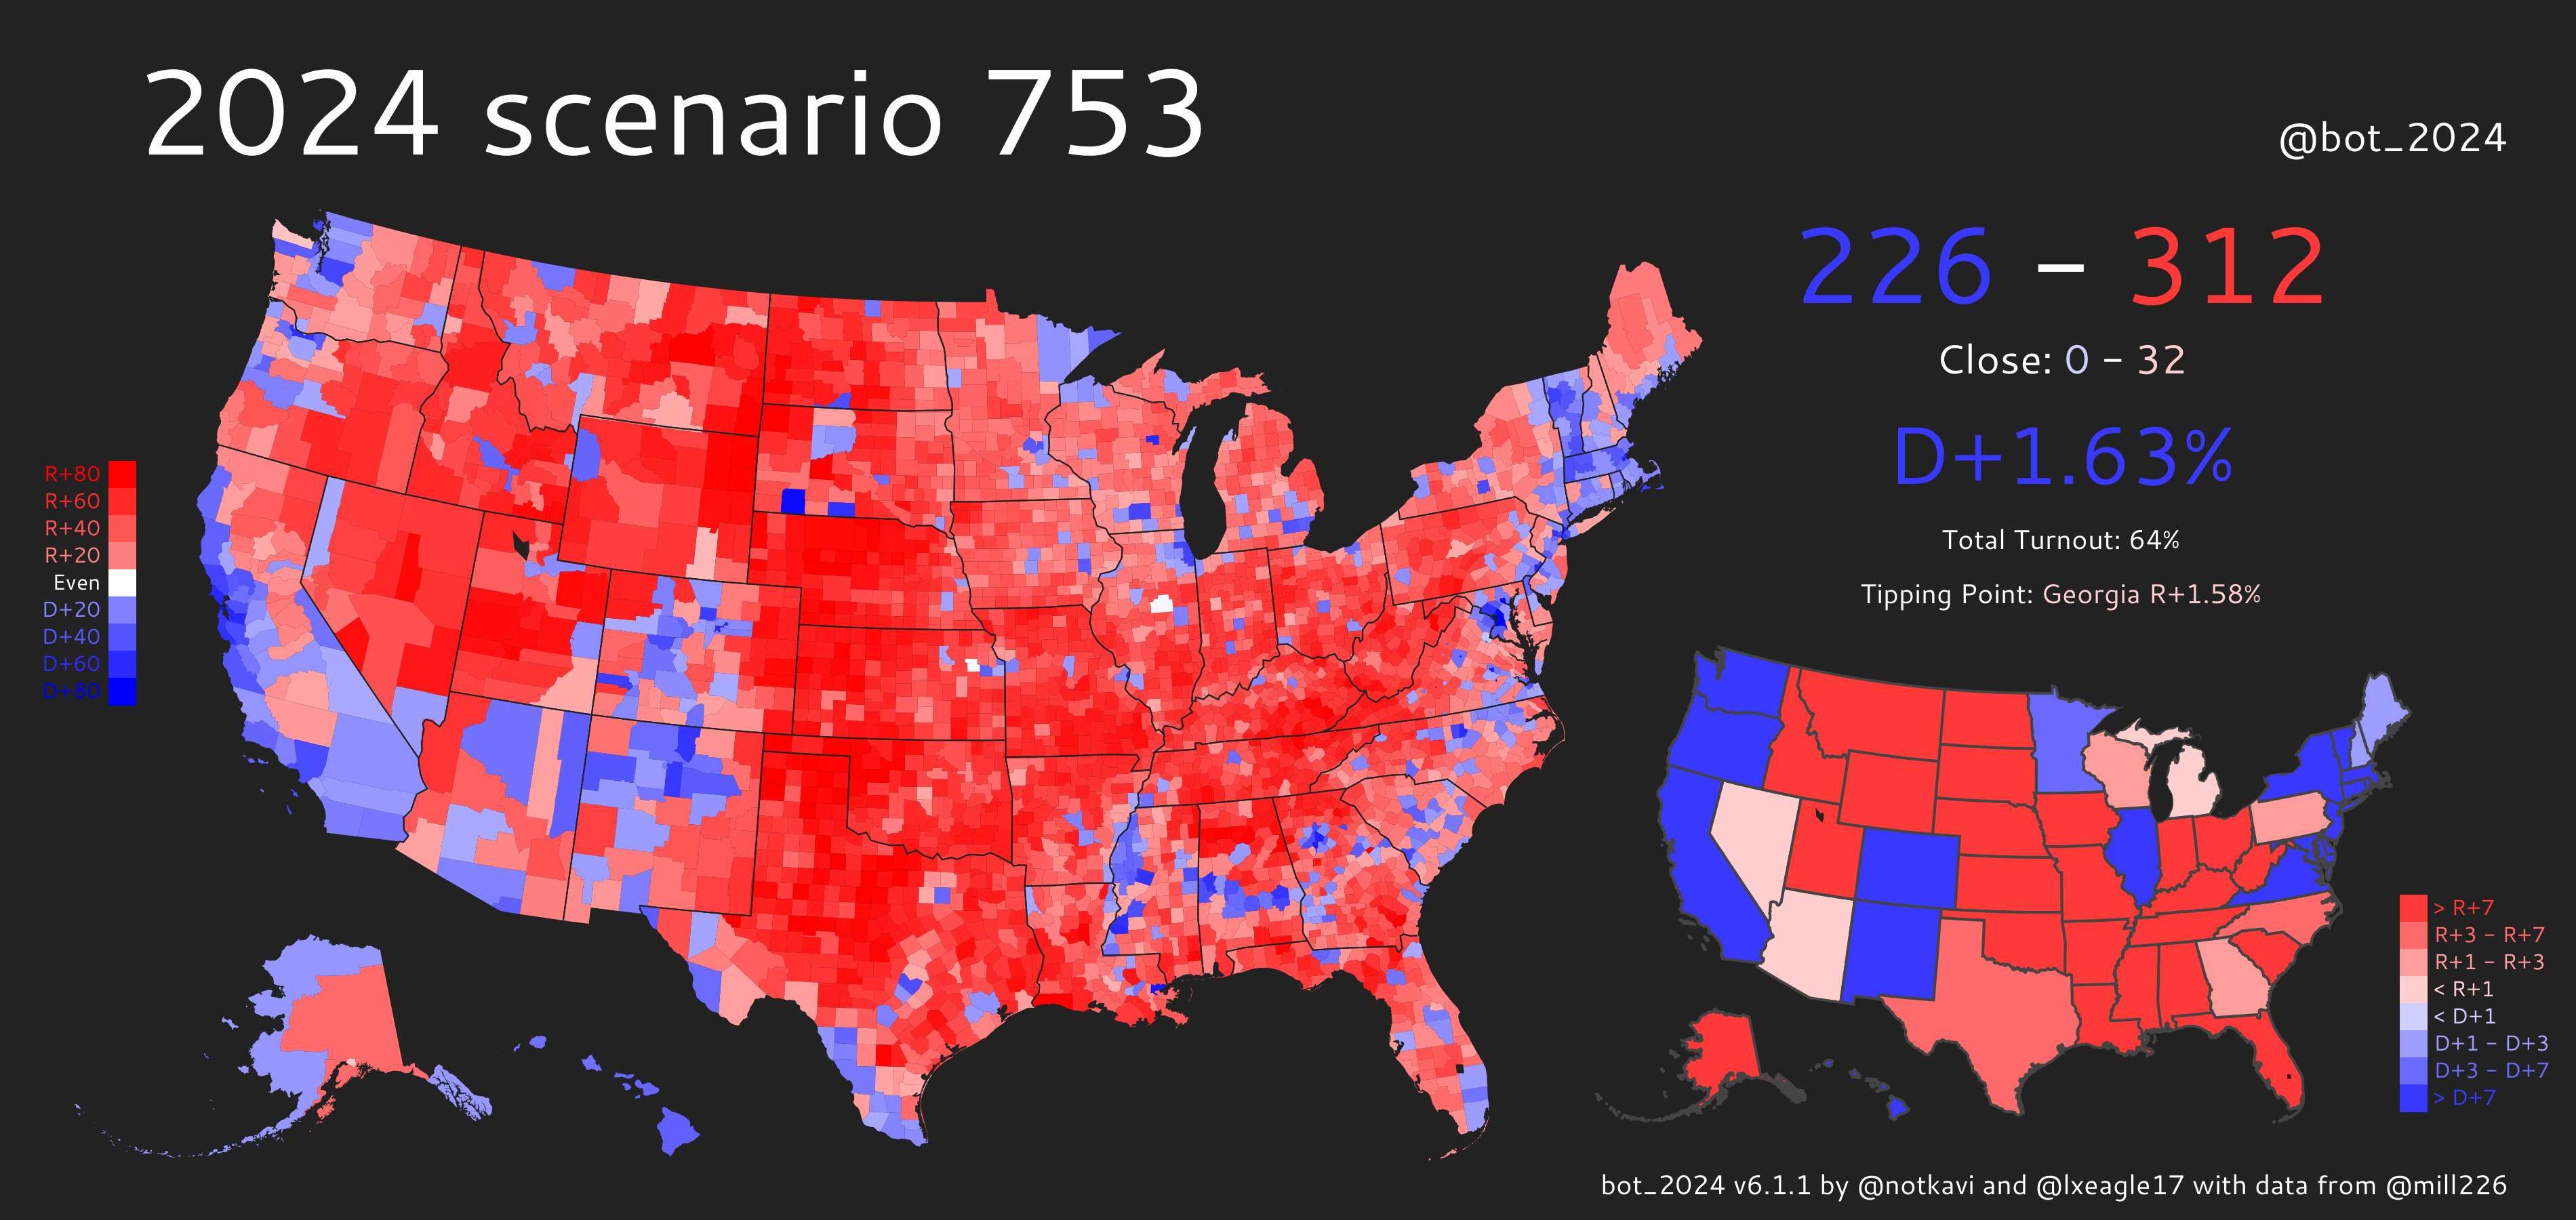 2024 scenario 753
@bot_2024
226 – 312
Close: 0 – 32
D+1.63%
Total Turnout: 64%
Tipping Point: Georgia R+1.58%
R+80
R+60
R+40
R+20
Even
D+20
D+40
D+60
D+80
> R+7
R+3 – R+7
R+1 – R+3
< R+1
< D+1
D+1 – D+3
D+3 – D+7
> D+7
bot_2024 v6.1.1 by @notkavi and @lxeagle17 with data from @mill226